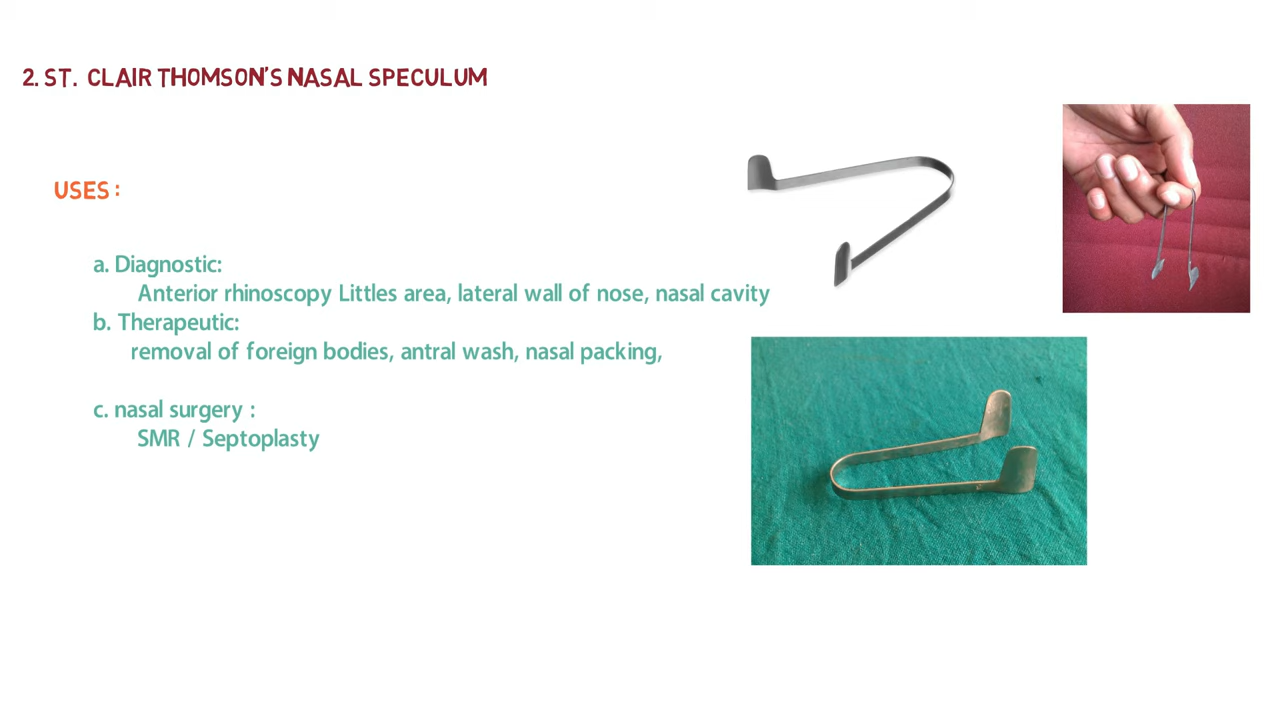 2. ST. CLAIR THOMSON'S NASAL SPECULUM
USES :
a. Diagnostic:
Anterior rhinoscopy Littles area, lateral wall of nose, nasal cavity
b. Therapeutic:
removal of foreign bodies, antral wash, nasal packing,
c. nasal surgery :
SMR / Septoplasty